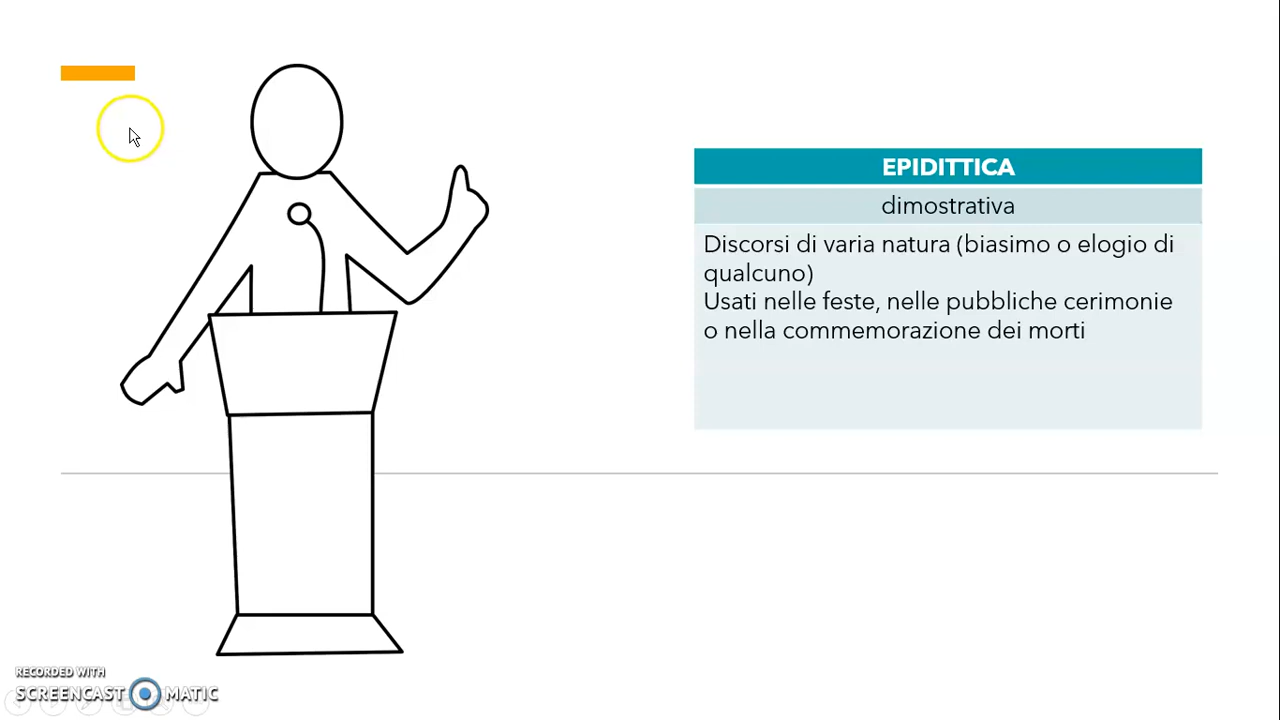 EPIDITTICA
dimostrativa
Discorsi di varia natura (biasimo o elogio di
qualcuno)
Usati nelle feste, nelle pubbliche cerimonie
o nella commemorazione dei morti
RECORDED WITH
SCREENCAST MATIC